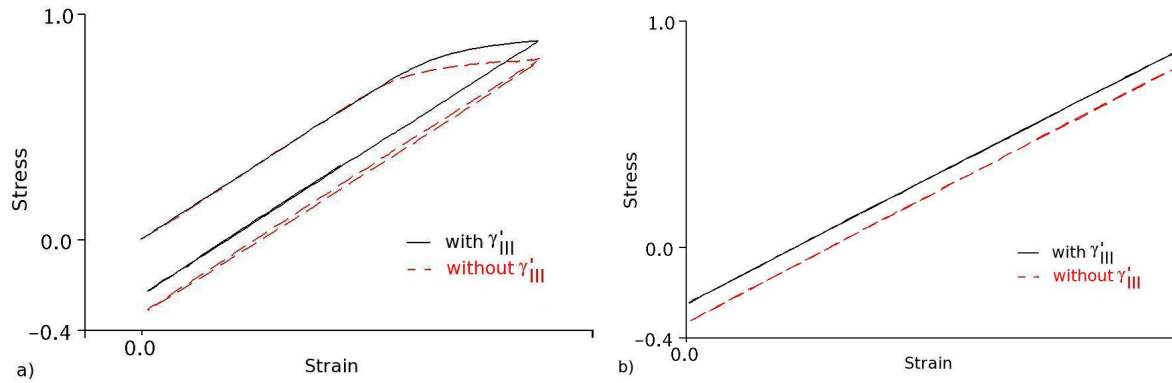 1.0
Stress
0.0
with γ'III
without γ'III
−0.4
0.0
Strain
a)
1.0
Stress
0.0
with γ'III
without γ'III
−0.4
0.0
Strain
b)